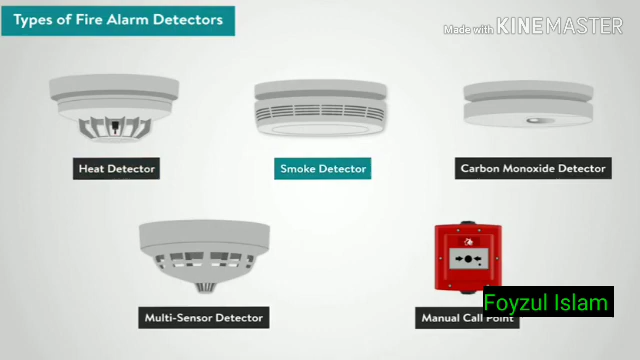 Types of Fire Alarm Detectors
Made with KINEMASTER
Heat Detector
Smoke Detector
Carbon Monoxide Detector
Multi-Sensor Detector
Manual Call Point
Foyzul Islam